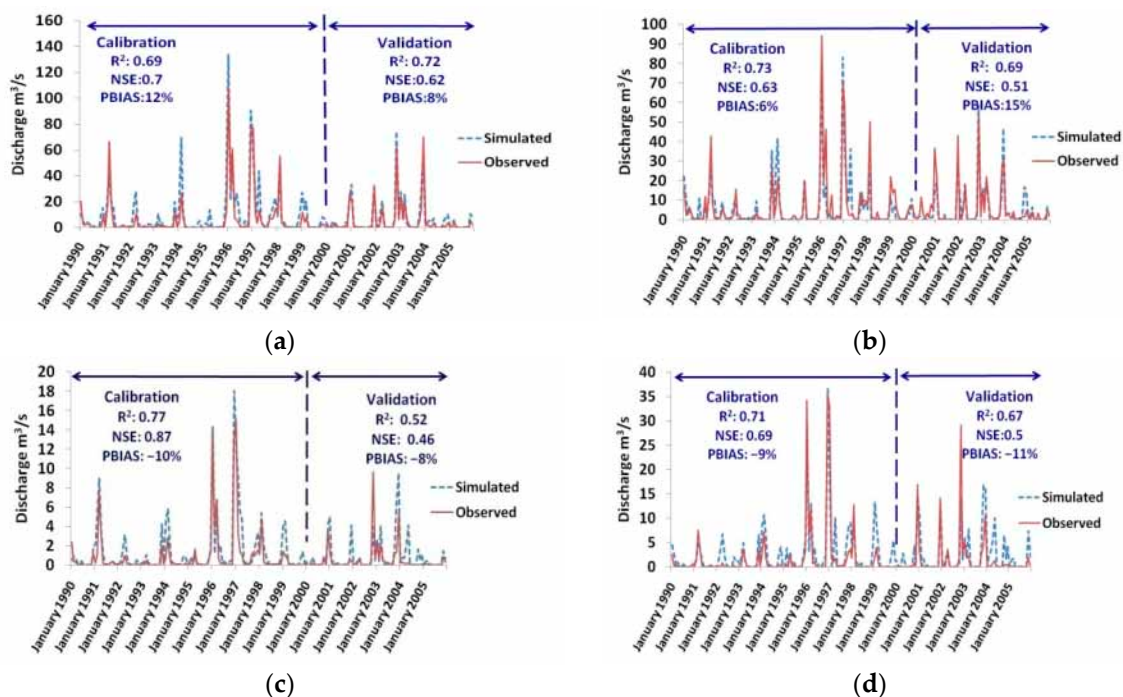 160
140
120
100
80
60
40
20
0
Discharge m³/s
Calibration
R²: 0.69
NSE:0.7
PBIAS:12%
Validation
R²: 0.72
NSE:0.62
PBIAS:8%
Simulated
Observed
January 1990
January 1991
January 1992
January 1993
January 1994
January 1995
January 1996
January 1997
January 1998
January 1999
January 2000
January 2001
January 2002
January 2003
January 2004
January 2005
(a)
100
90
80
70
60
50
40
30
20
10
0
Discharge m³/s
Calibration
R²: 0.73
NSE: 0.63
PBIAS:6%
Validation
R²: 0.69
NSE: 0.51
PBIAS:15%
Simulated
Observed
January 1990
January 1991
January 1992
January 1993
January 1994
January 1995
January 1996
January 1997
January 1998
January 1999
January 2000
January 2001
January 2002
January 2003
January 2004
January 2005
(b)
20
18
16
14
12
10
8
6
4
2
0
Discharge m³/s
Calibration
R²: 0.77
NSE: 0.87
PBIAS: −10%
Validation
R²: 0.52
NSE: 0.46
PBIAS: −8%
Simulated
Observed
January 1990
January 1991
January 1992
January 1993
January 1994
January 1995
January 1996
January 1997
January 1998
January 1999
January 2000
January 2001
January 2002
January 2003
January 2004
January 2005
(c)
40
35
30
25
20
15
10
5
0
Discharge m³/s
Calibration
R²: 0.71
NSE: 0.69
PBIAS: −9%
Validation
R²: 0.67
NSE:0.5
PBIAS: −11%
Simulated
Observed
January 1990
January 1991
January 1992
January 1993
January 1994
January 1995
January 1996
January 1997
January 1998
January 1999
January 2000
January 2001
January 2002
January 2003
January 2004
January 2005
(d)